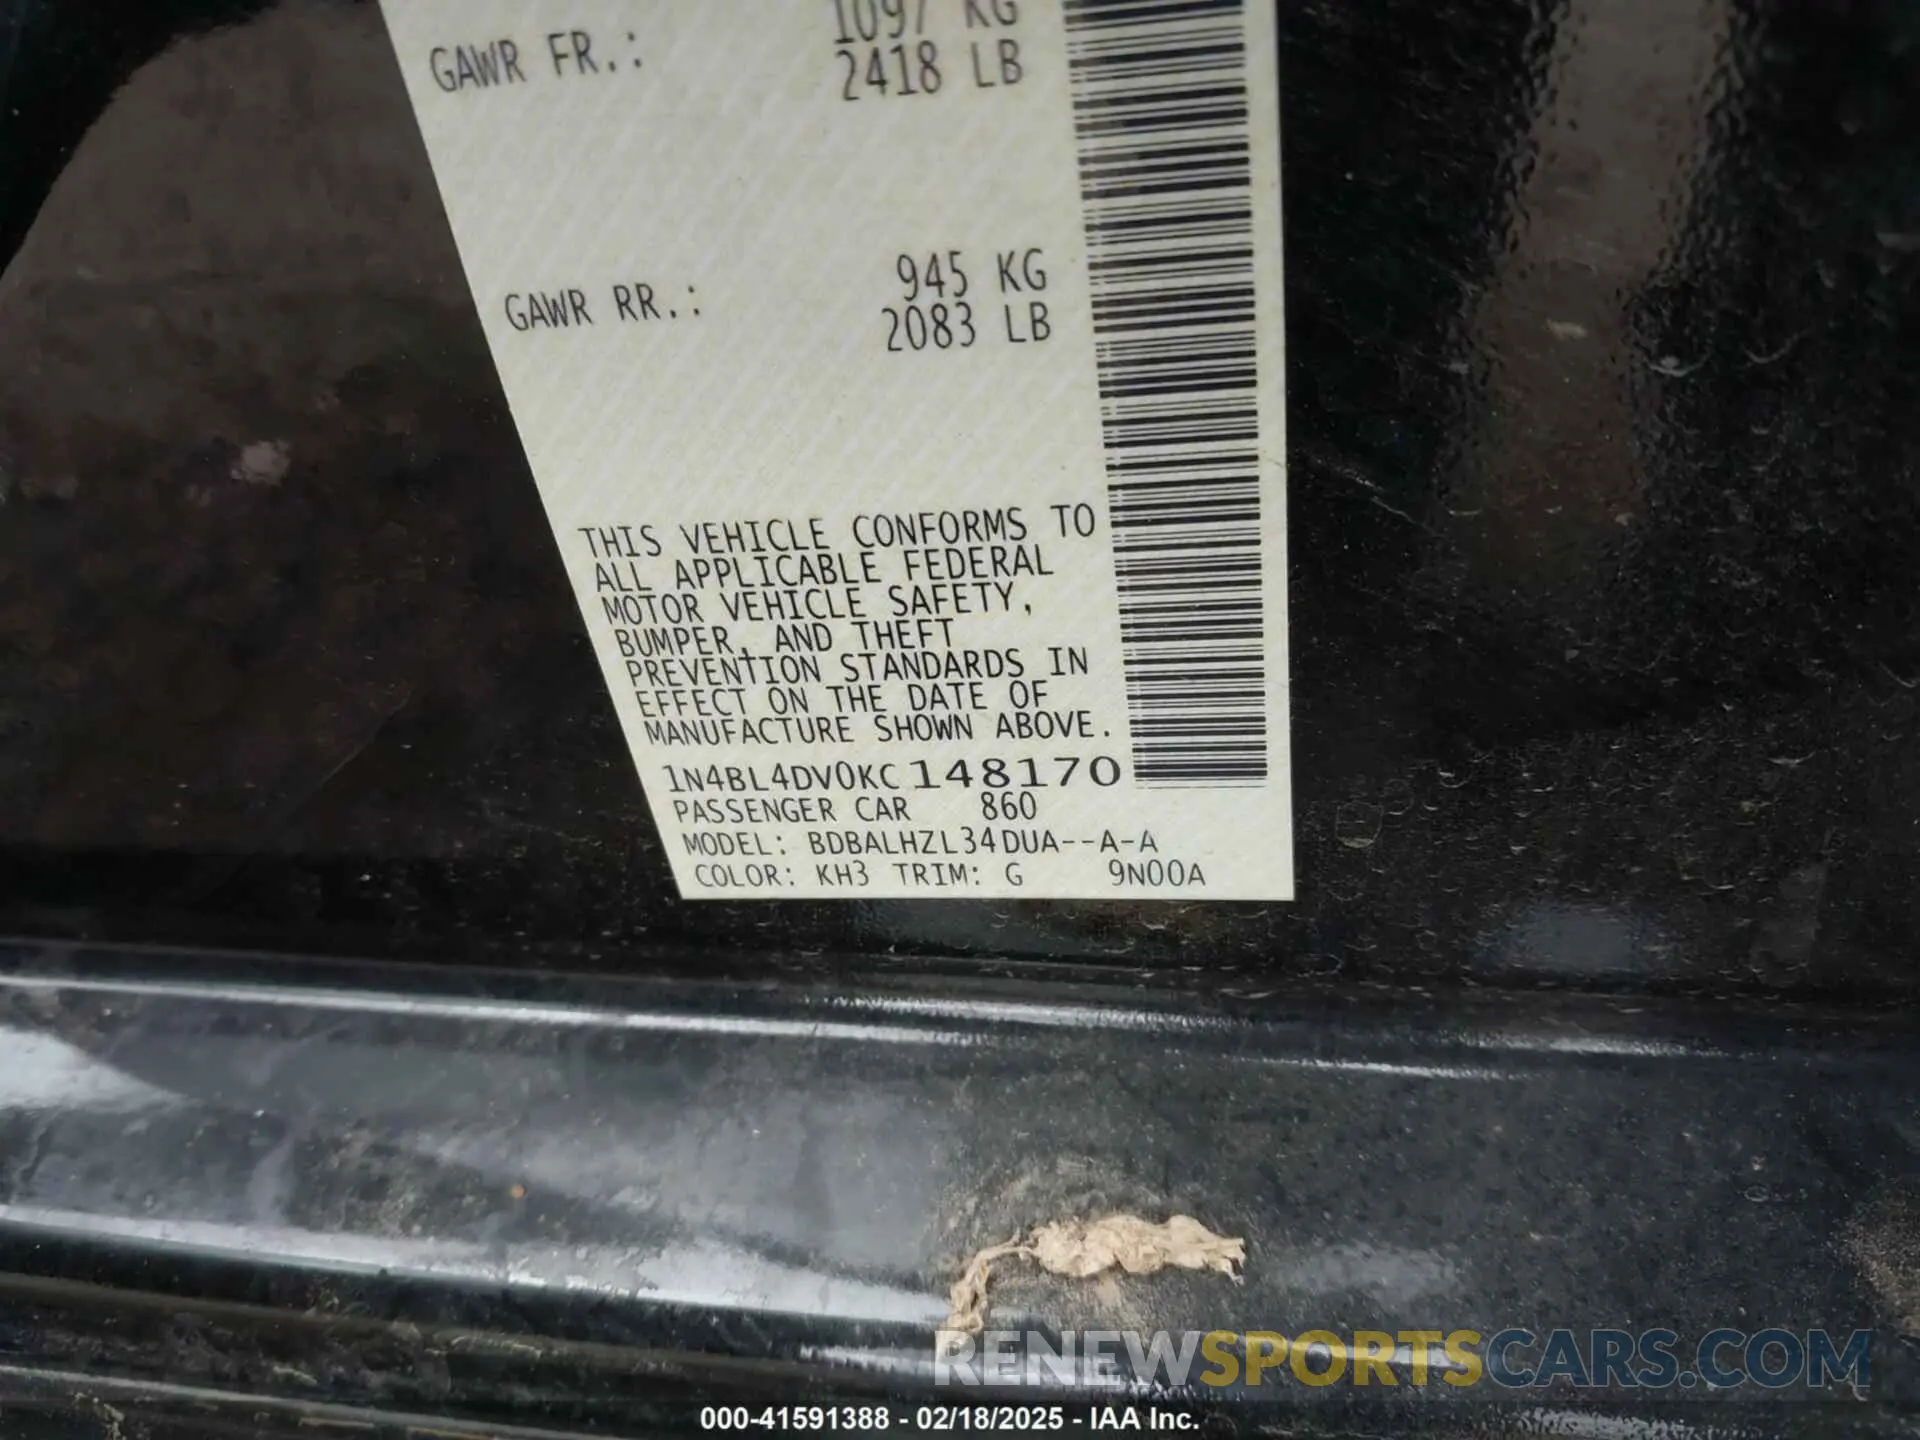 GAWR FR.: 1097 KG
2418 LB
GAWR RR.: 945 KG
2083 LB
THIS VEHICLE CONFORMS TO
ALL APPLICABLE FEDERAL
MOTOR VEHICLE SAFETY,
BUMPER, AND THEFT
PREVENTION STANDARDS IN
EFFECT ON THE DATE OF
MANUFACTURE SHOWN ABOVE.
1N4BL4DV0KC148170
PASSENGER CAR 860
MODEL: BDBALHZL34DUA--A-A
COLOR: KH3 TRIM: G 9N00A
RENEWSPORTSCARS.COM
000-41591388 - 02/18/2025 - IAA Inc.